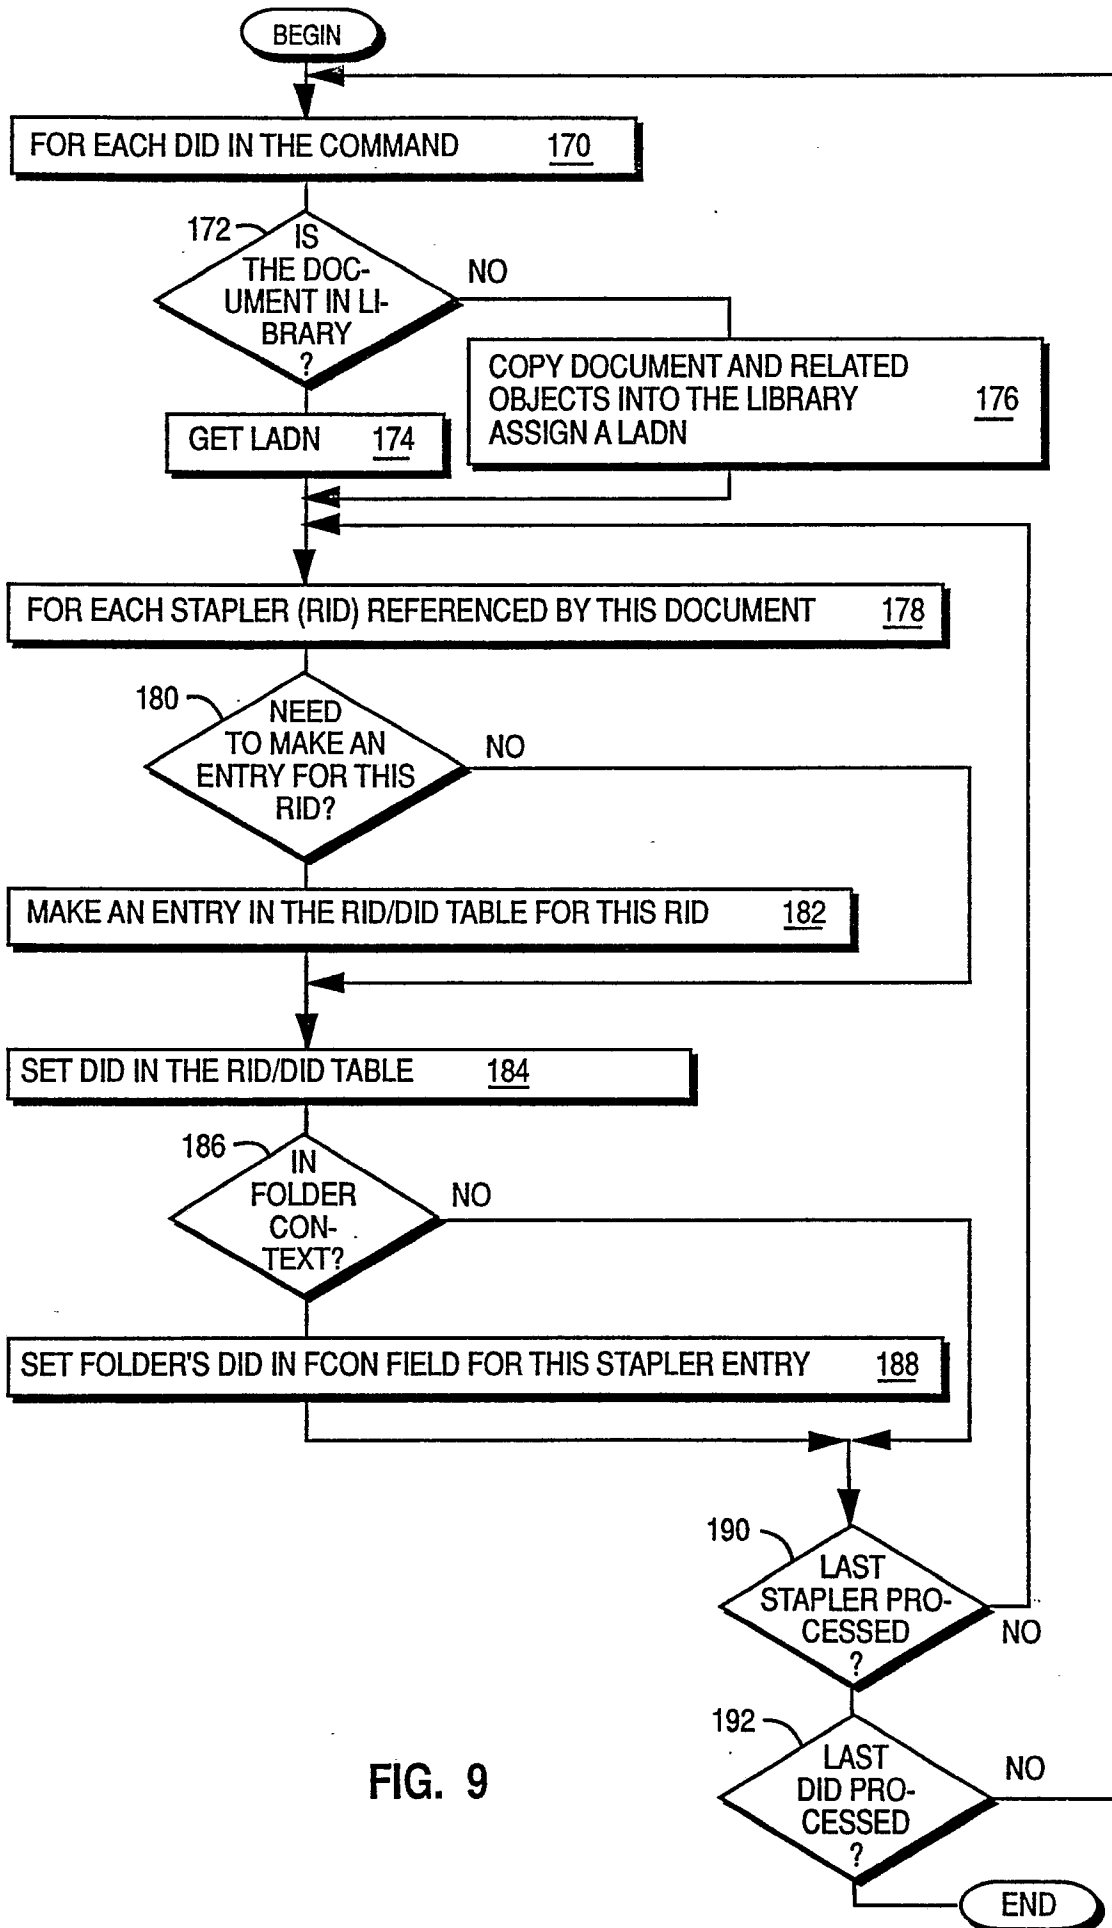 BEGIN
FOR EACH DID IN THE COMMAND 170
172
IS
THE DOC-
UMENT IN LI-
BRARY
?
NO
COPY DOCUMENT AND RELATED
OBJECTS INTO THE LIBRARY 176
ASSIGN A LADN
GET LADN 174
FOR EACH STAPLER (RID) REFERENCED BY THIS DOCUMENT 178
180
NEED
TO MAKE AN
ENTRY FOR THIS
RID?
NO
MAKE AN ENTRY IN THE RID/DID TABLE FOR THIS RID 182
SET DID IN THE RID/DID TABLE 184
186
IN
FOLDER
CON-
TEXT?
NO
SET FOLDER'S DID IN FCON FIELD FOR THIS STAPLER ENTRY 188
190
LAST
STAPLER PRO-
CESSED
?
NO
192
LAST
DID PRO-
CESSED
?
NO
END
FIG. 9